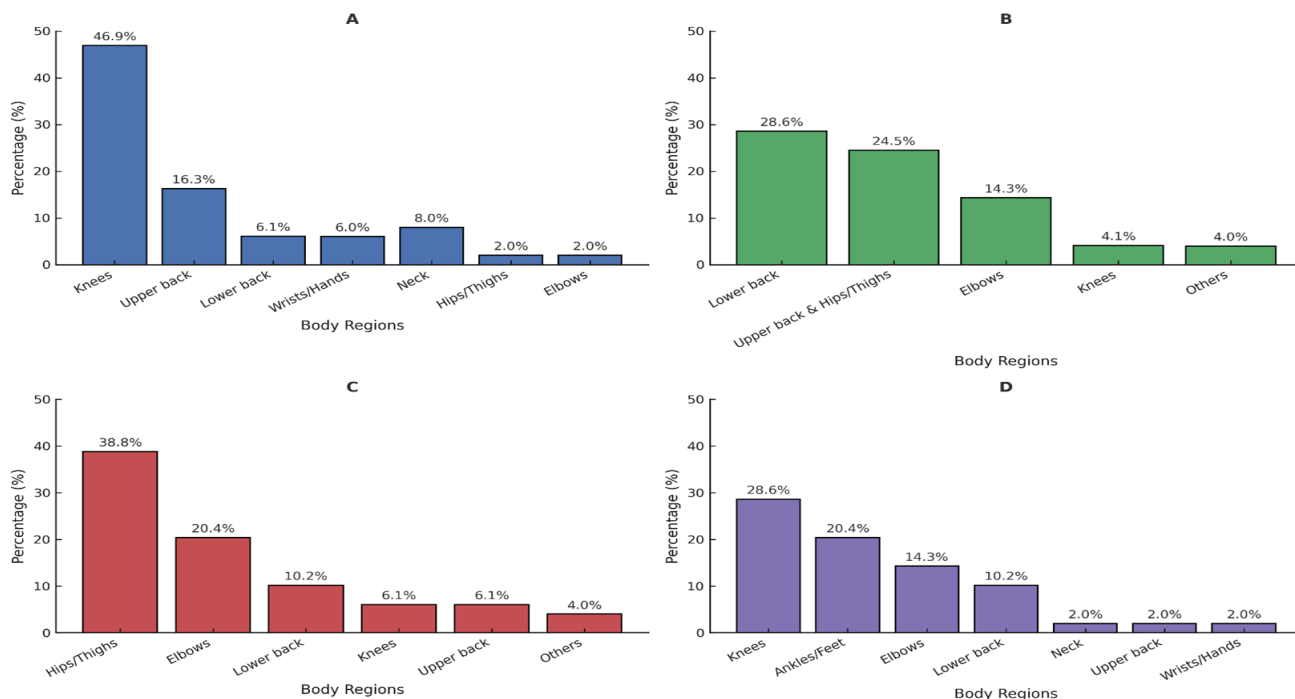 A
Percentage (%)
50
40
30
20
10
0
46.9%
16.3%
6.1%
6.0%
8.0%
2.0%
2.0%
Knees
Upper back
Lower back
Wrists/Hands
Neck
Hips/Thighs
Elbows
Body Regions
B
Percentage (%)
50
40
30
20
10
0
28.6%
24.5%
14.3%
4.1%
4.0%
Lower back
Upper back & Hips/Thighs
Elbows
Knees
Others
Body Regions
C
Percentage (%)
50
40
30
20
10
0
38.8%
20.4%
10.2%
6.1%
6.1%
4.0%
Hips/Thighs
Elbows
Lower back
Knees
Upper back
Others
Body Regions
D
Percentage (%)
50
40
30
20
10
0
28.6%
20.4%
14.3%
10.2%
2.0%
2.0%
2.0%
Knees
Ankles/Feet
Elbows
Lower back
Neck
Upper back
Wrists/Hands
Body Regions